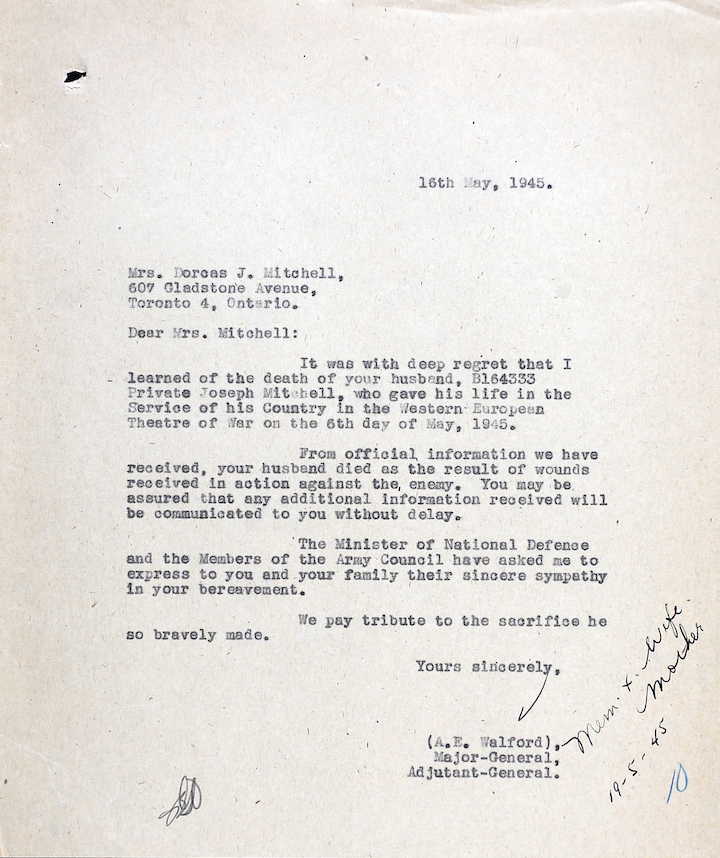 16th May, 1945.
Mrs. Dorcas J. Mitchell,
607 Gladstone Avenue,
Toronto 4, Ontario.
Dear Mrs. Mitchell:
It was with deep regret that I
learned of the death of your husband, B164333
Private Joseph Mitchell, who gave his life in the
Service of his Country in the Western European
Theatre of War on the 6th day of May, 1945.
From official information we have
received, your husband died as the result of wounds
received in action against the enemy. You may be
assured that any additional information received will
be communicated to you without delay.
The Minister of National Defence
and the Members of the Army Council have asked me to
express to you and your family their sincere sympathy
in your bereavement.
We pay tribute to the sacrifice he
so bravely made.
Yours sincerely,
(A.E. Walford),
Major-General,
Adjutant-General.
Mem. x. Wife.
Mother
19-5-45
10